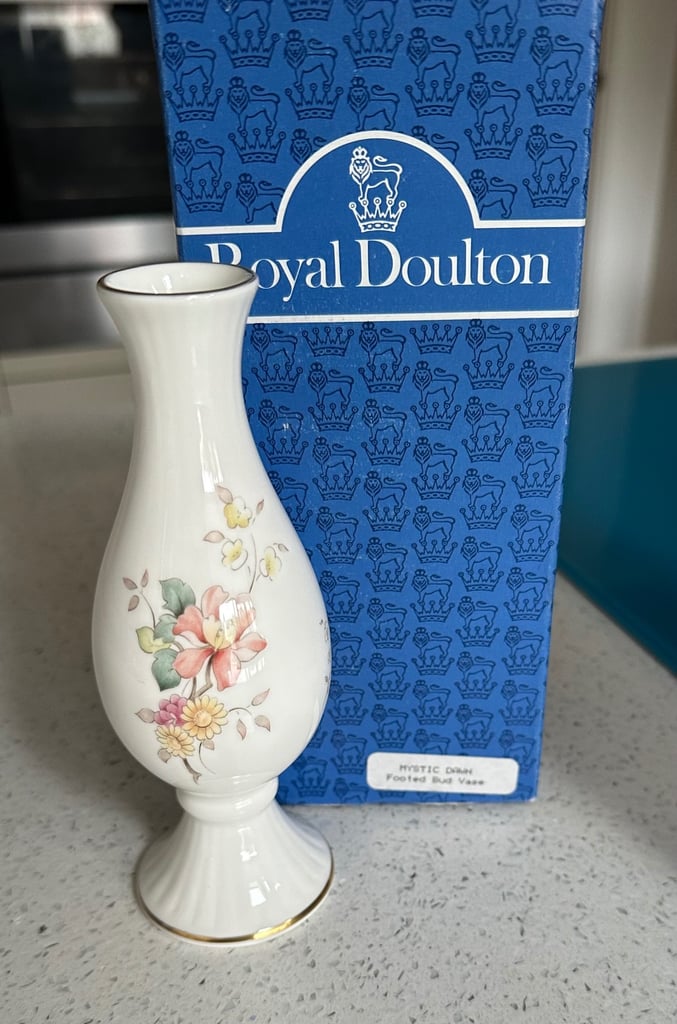 Royal Doulton
MYSTIC DAWN
Footed Bud Vase